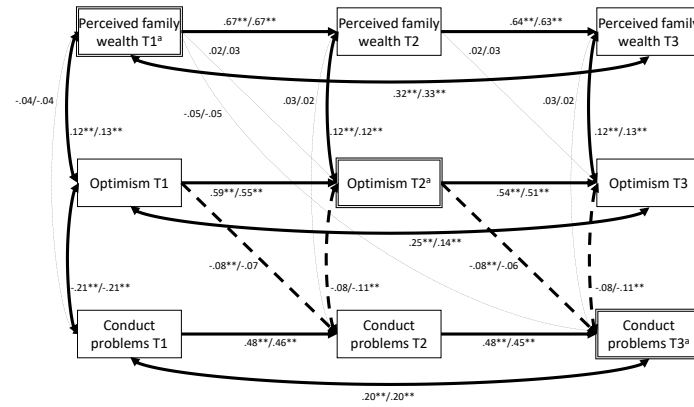 Perceived family
wealth T1ᵃ
.67**/.67**
Perceived family
wealth T2
.64**/.63**
Perceived family
wealth T3
.02/.03
.02/.03
-.04/-.04
-.05/-.05
.03/.02
.32**/.33**
.03/.02
.12**/.13**
.12**/.12**
.12**/.13**
Optimism T1
Optimism T2ᵃ
Optimism T3
.59**/.55**
.54**/.51**
.25**/.14**
-.21**/-.21**
-.08**/-.07
-.08/-.11**
-.08**/-.06
-.08/-.11**
Conduct
problems T1
.48**/.46**
Conduct
problems T2
.48**/.45**
Conduct
problems T3ᵃ
.20**/.20**